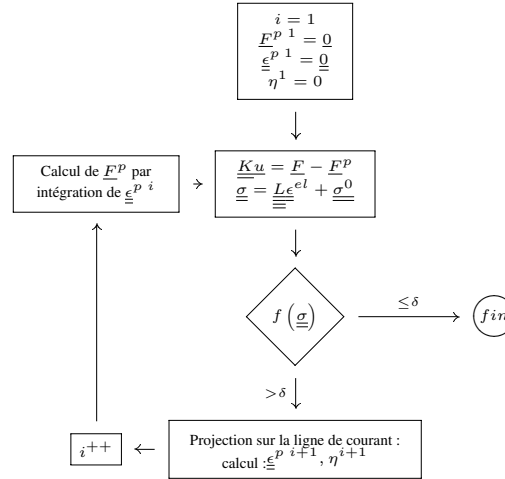 i = 1
F^{p 1} = 0
ϵ^{p 1} = 0
η^1 = 0
Calcul de F^p par
intégration de ϵ^{p i}
Ku = F − F^p
σ = Lϵ^{el} + σ^0
f (σ)
≤δ
fin
>δ
i^{++}
Projection sur la ligne de courant :
calcul :ϵ^{p i+1}, η^{i+1}